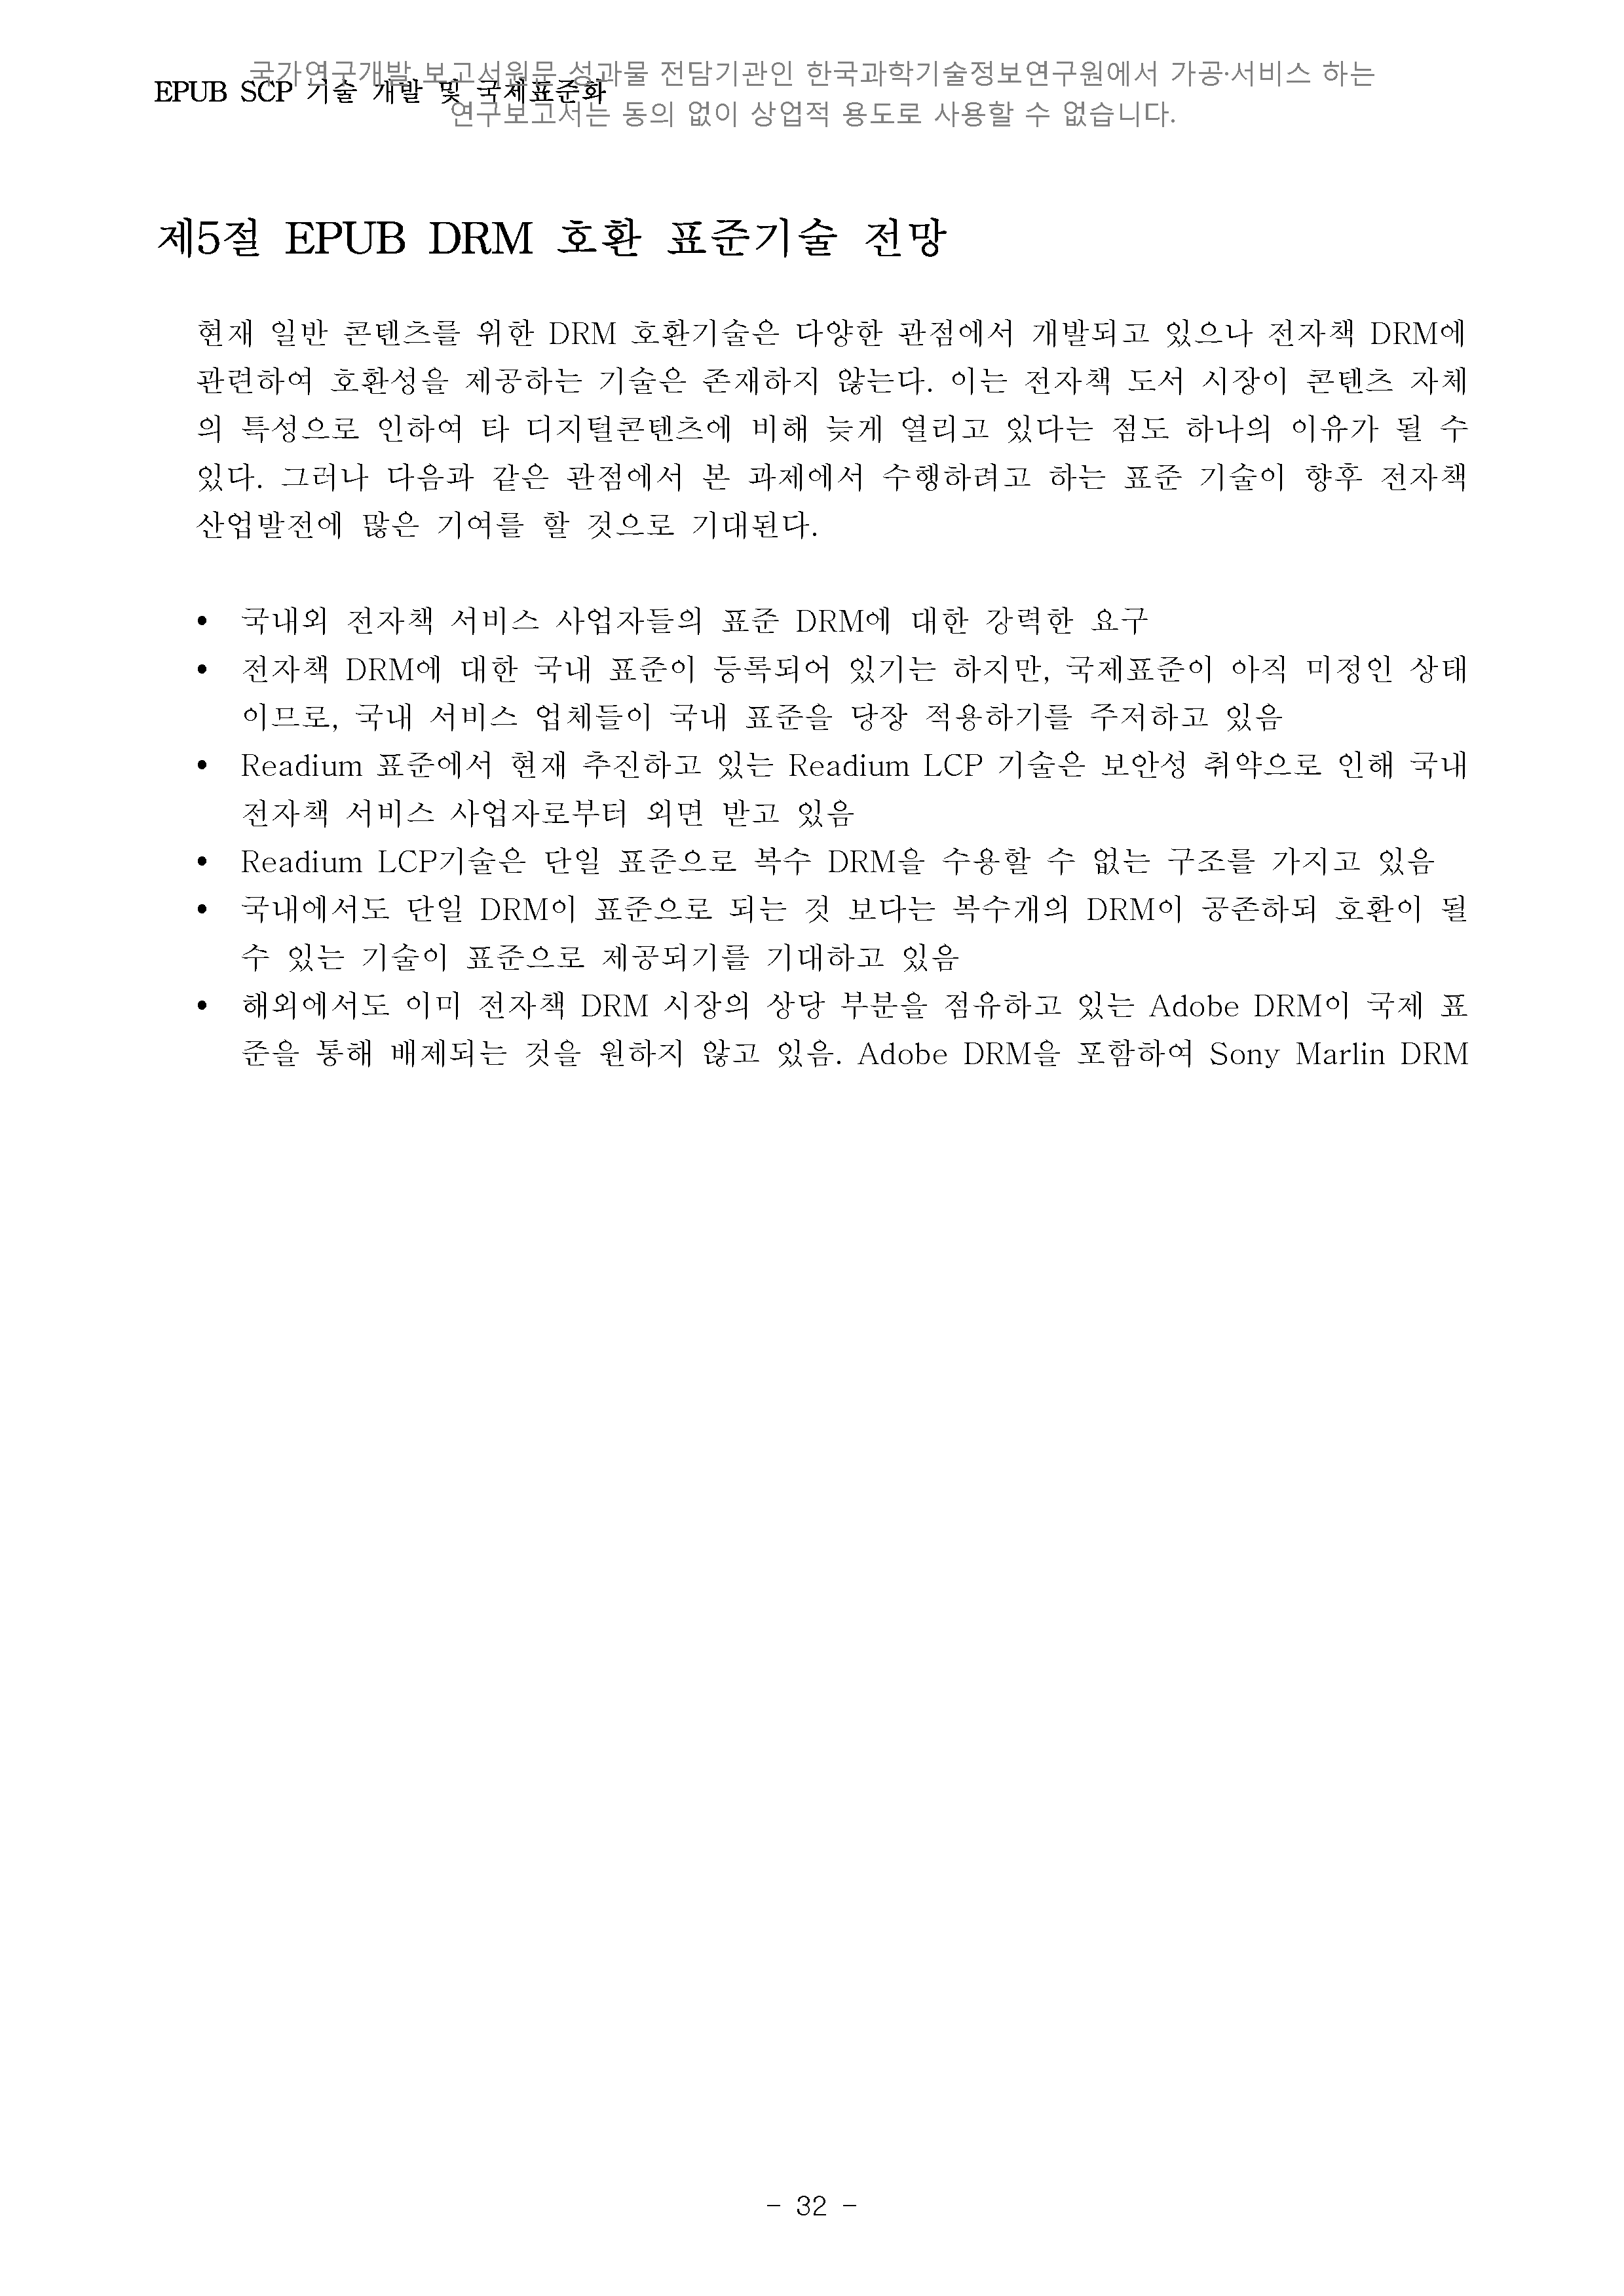 국가연구개발 보고서원문 성과물 전담기관인 한국과학기술정보연구원에서 가공·서비스 하는
EPUB SCP 기술 개발 및 국제표준화
연구보고서는 동의 없이 상업적 용도로 사용할 수 없습니다.
제5절 EPUB DRM 호환 표준기술 전망
현재 일반 콘텐츠를 위한 DRM 호환기술은 다양한 관점에서 개발되고 있으나 전자책 DRM에
관련하여 호환성을 제공하는 기술은 존재하지 않는다. 이는 전자책 도서 시장이 콘텐츠 자체
의 특성으로 인하여 타 디지털콘텐츠에 비해 늦게 열리고 있다는 점도 하나의 이유가 될 수
있다. 그러나 다음과 같은 관점에서 본 과제에서 수행하려고 하는 표준 기술이 향후 전자책
산업발전에 많은 기여를 할 것으로 기대된다.
• 국내외 전자책 서비스 사업자들의 표준 DRM에 대한 강력한 요구
• 전자책 DRM에 대한 국내 표준이 등록되어 있기는 하지만, 국제표준이 아직 미정인 상태
이므로, 국내 서비스 업체들이 국내 표준을 당장 적용하기를 주저하고 있음
• Readium 표준에서 현재 추진하고 있는 Readium LCP 기술은 보안성 취약으로 인해 국내
전자책 서비스 사업자로부터 외면 받고 있음
• Readium LCP기술은 단일 표준으로 복수 DRM을 수용할 수 없는 구조를 가지고 있음
• 국내에서도 단일 DRM이 표준으로 되는 것 보다는 복수개의 DRM이 공존하되 호환이 될
수 있는 기술이 표준으로 제공되기를 기대하고 있음
• 해외에서도 이미 전자책 DRM 시장의 상당 부분을 점유하고 있는 Adobe DRM이 국제 표
준을 통해 배제되는 것을 원하지 않고 있음. Adobe DRM을 포함하여 Sony Marlin DRM
- 32 -